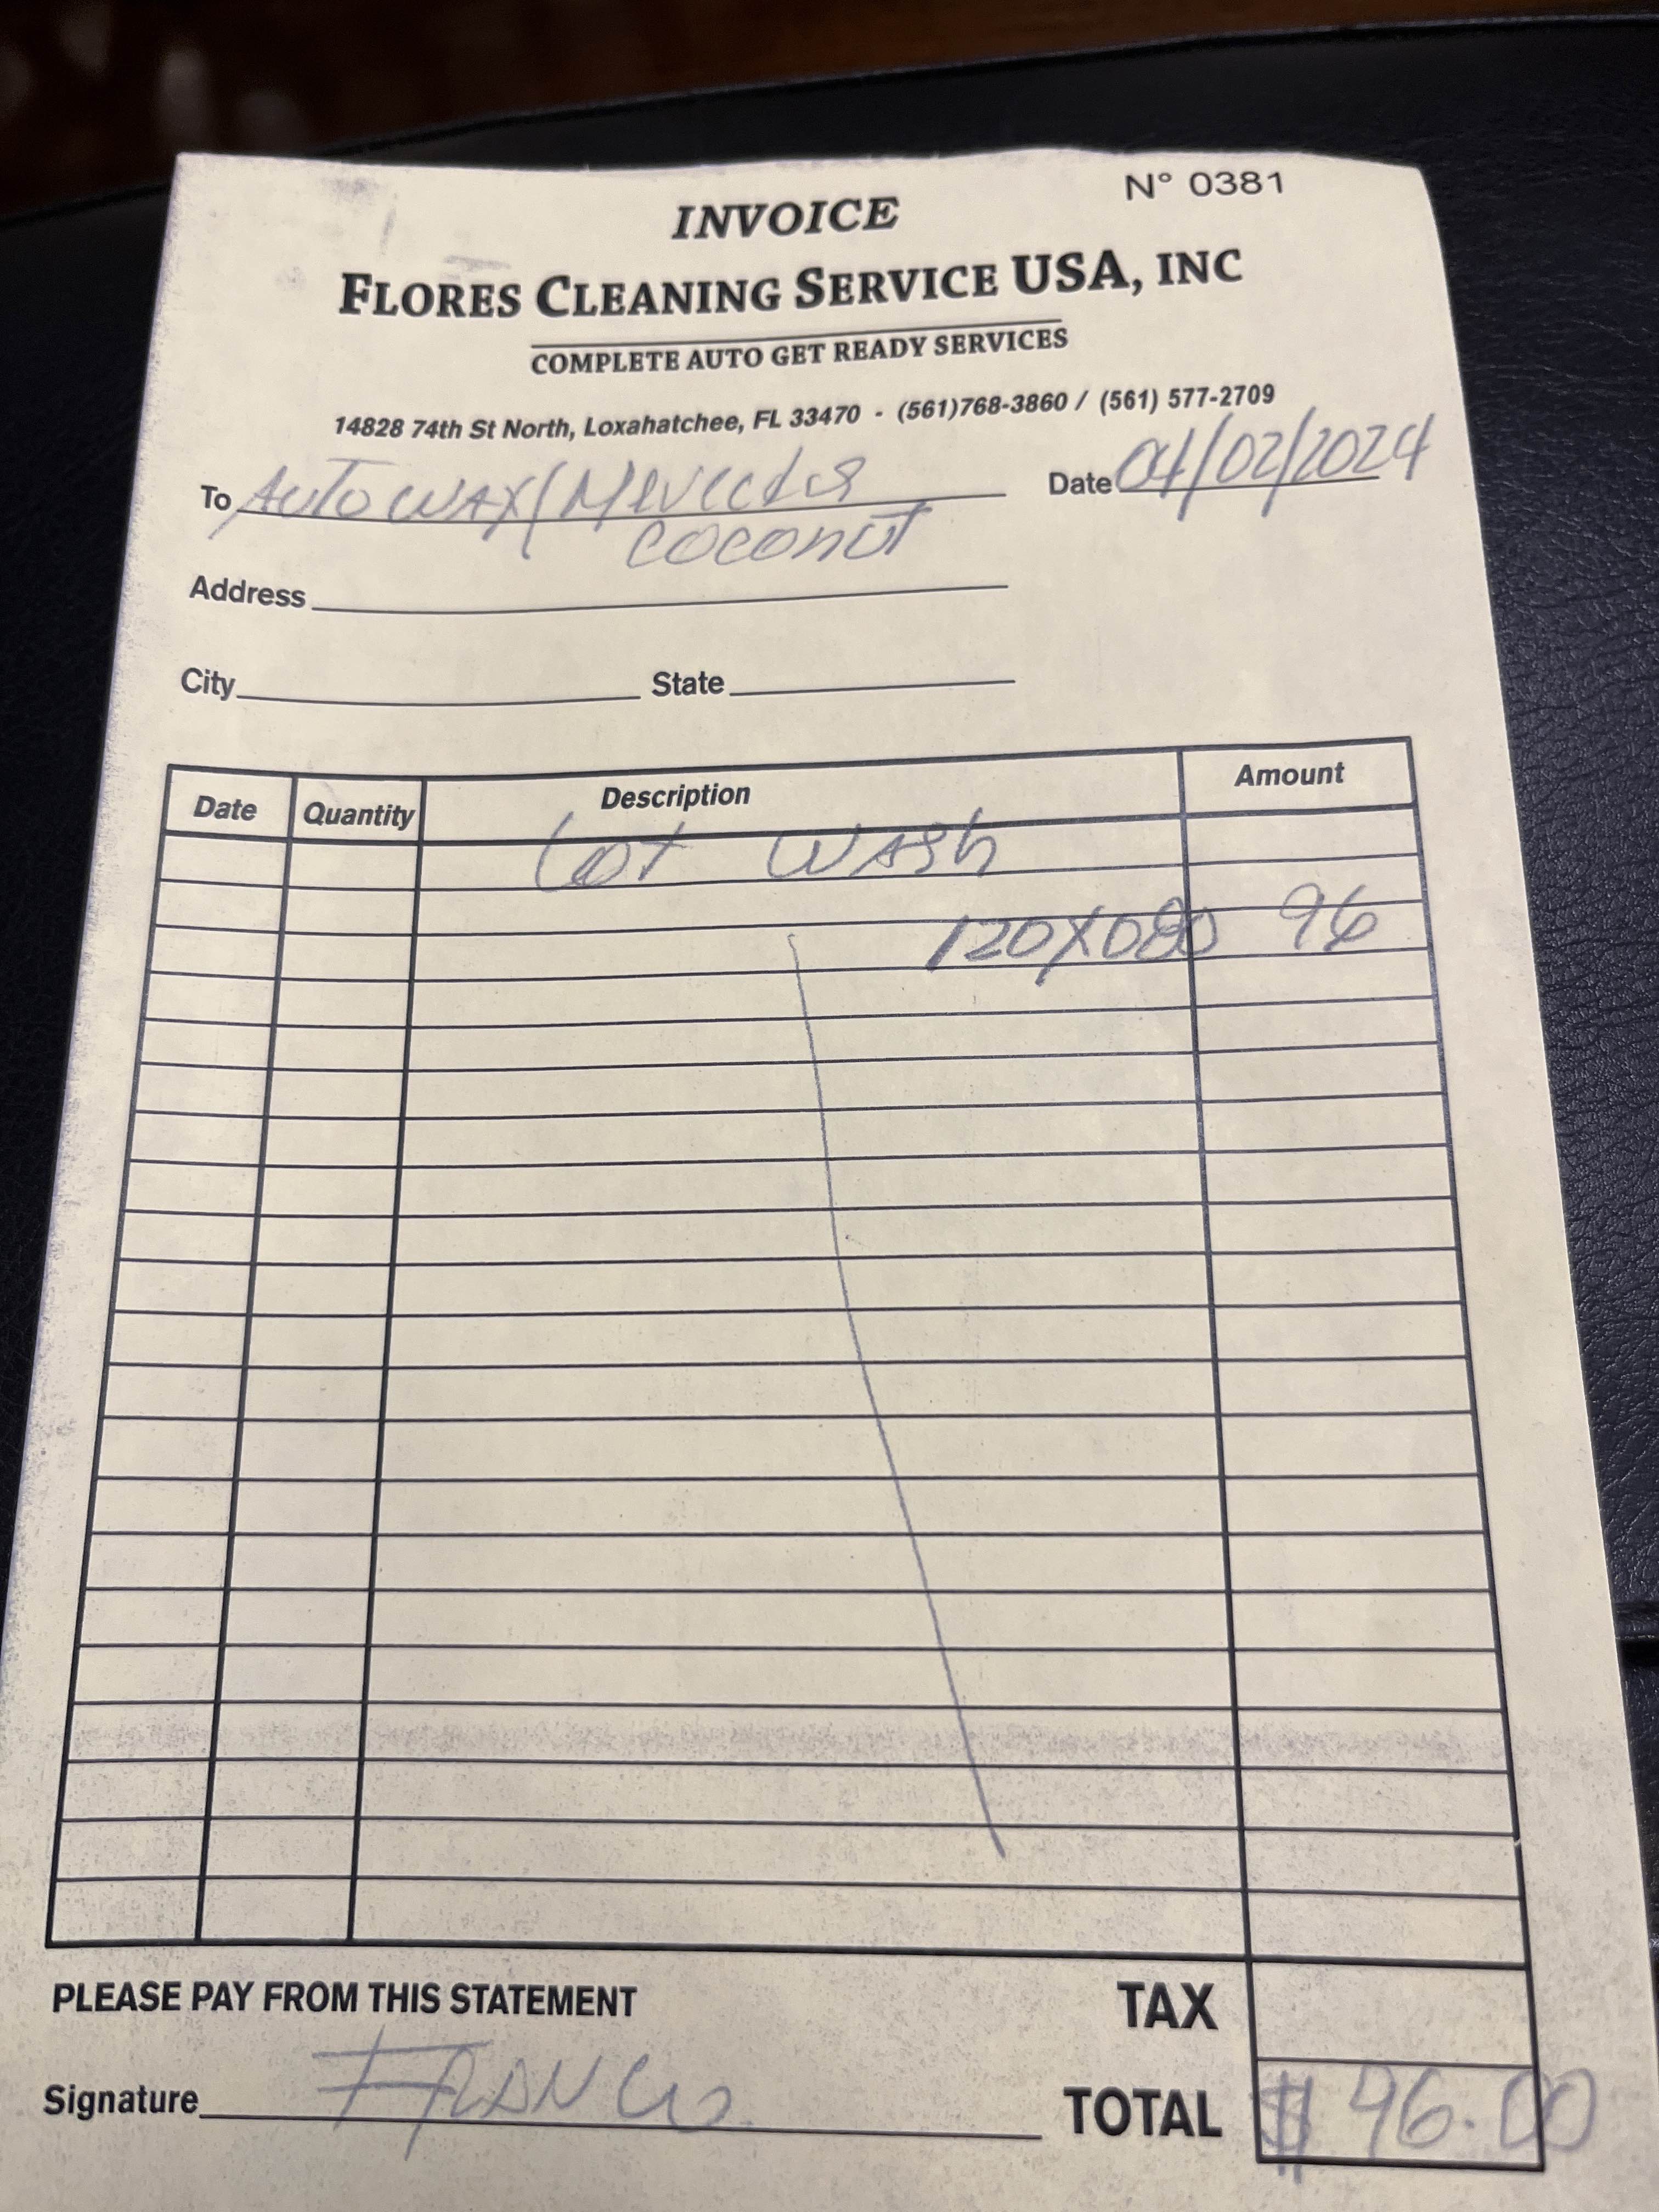 N° 0381
INVOICE
FLORES CLEANING SERVICE USA, INC
COMPLETE AUTO GET READY SERVICES
14828 74th St North, Loxahatchee, FL 33470 - (561)768-3860 / (561) 577-2709
To AUTO WAX/ Date 04/02/2024
coconut
Address
City State
Date Quantity Description Amount
Lot WASh
120X080 96
PLEASE PAY FROM THIS STATEMENT
TAX
Signature TOTAL $ 96.00